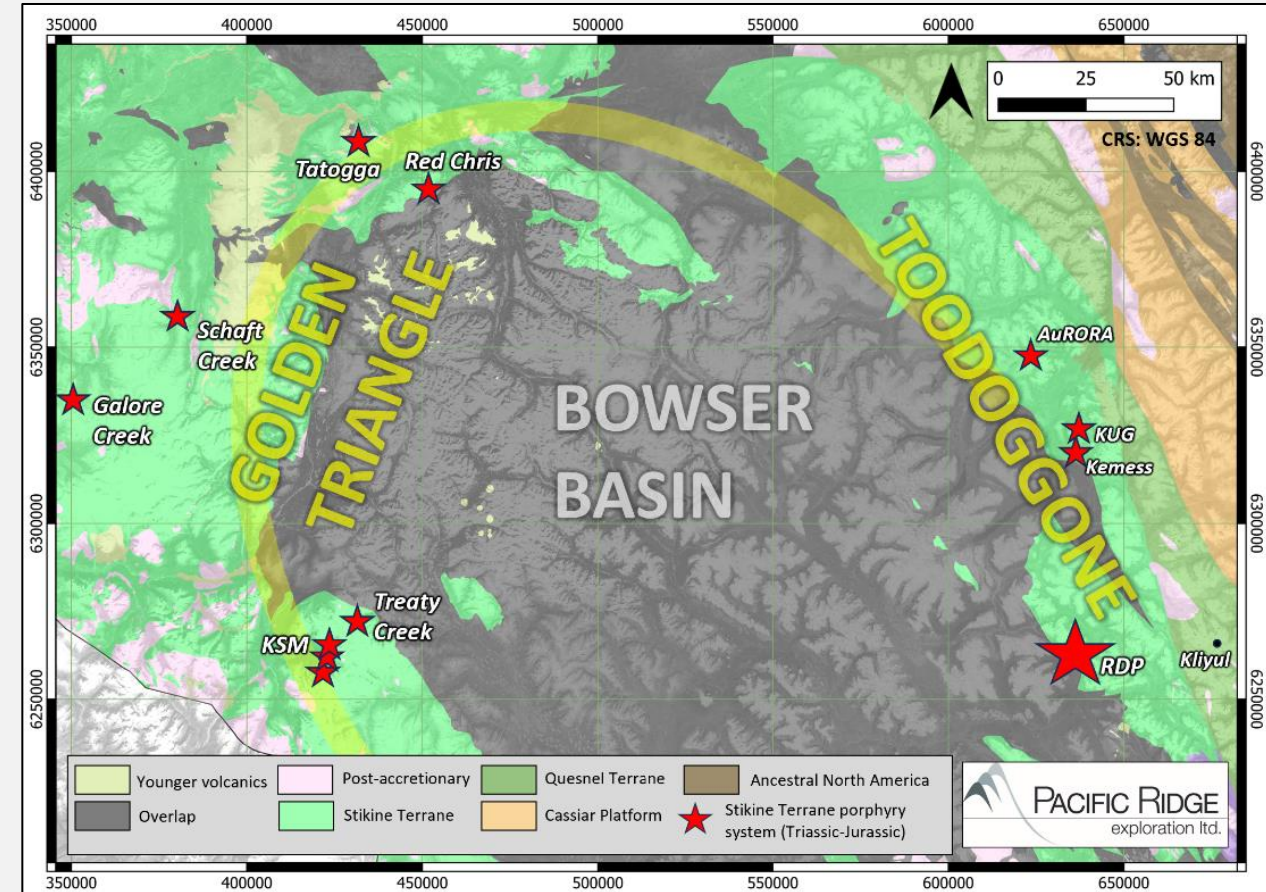 350000
400000
450000
500000
550000
600000
650000
0 25 50 km
CRS: WGS 84
6400000
6350000
6300000
6250000
6400000
6350000
6300000
6250000
Tatogga
Red Chris
Schaft
Creek
Galore
Creek
GOLDEN
TRIANGLE
BOWSER
BASIN
TOODOGGONE
AuRORA
KUG
Kemess
Treaty
Creek
KSM
RDP
Kliyul
Younger volcanics
Post-accretionary
Quesnel Terrane
Ancestral North America
Overlap
Stikine Terrane
Cassiar Platform
Stikine Terrane porphyry
system (Triassic-Jurassic)
PACIFIC RIDGE
exploration ltd.
350000
400000
450000
500000
550000
600000
650000